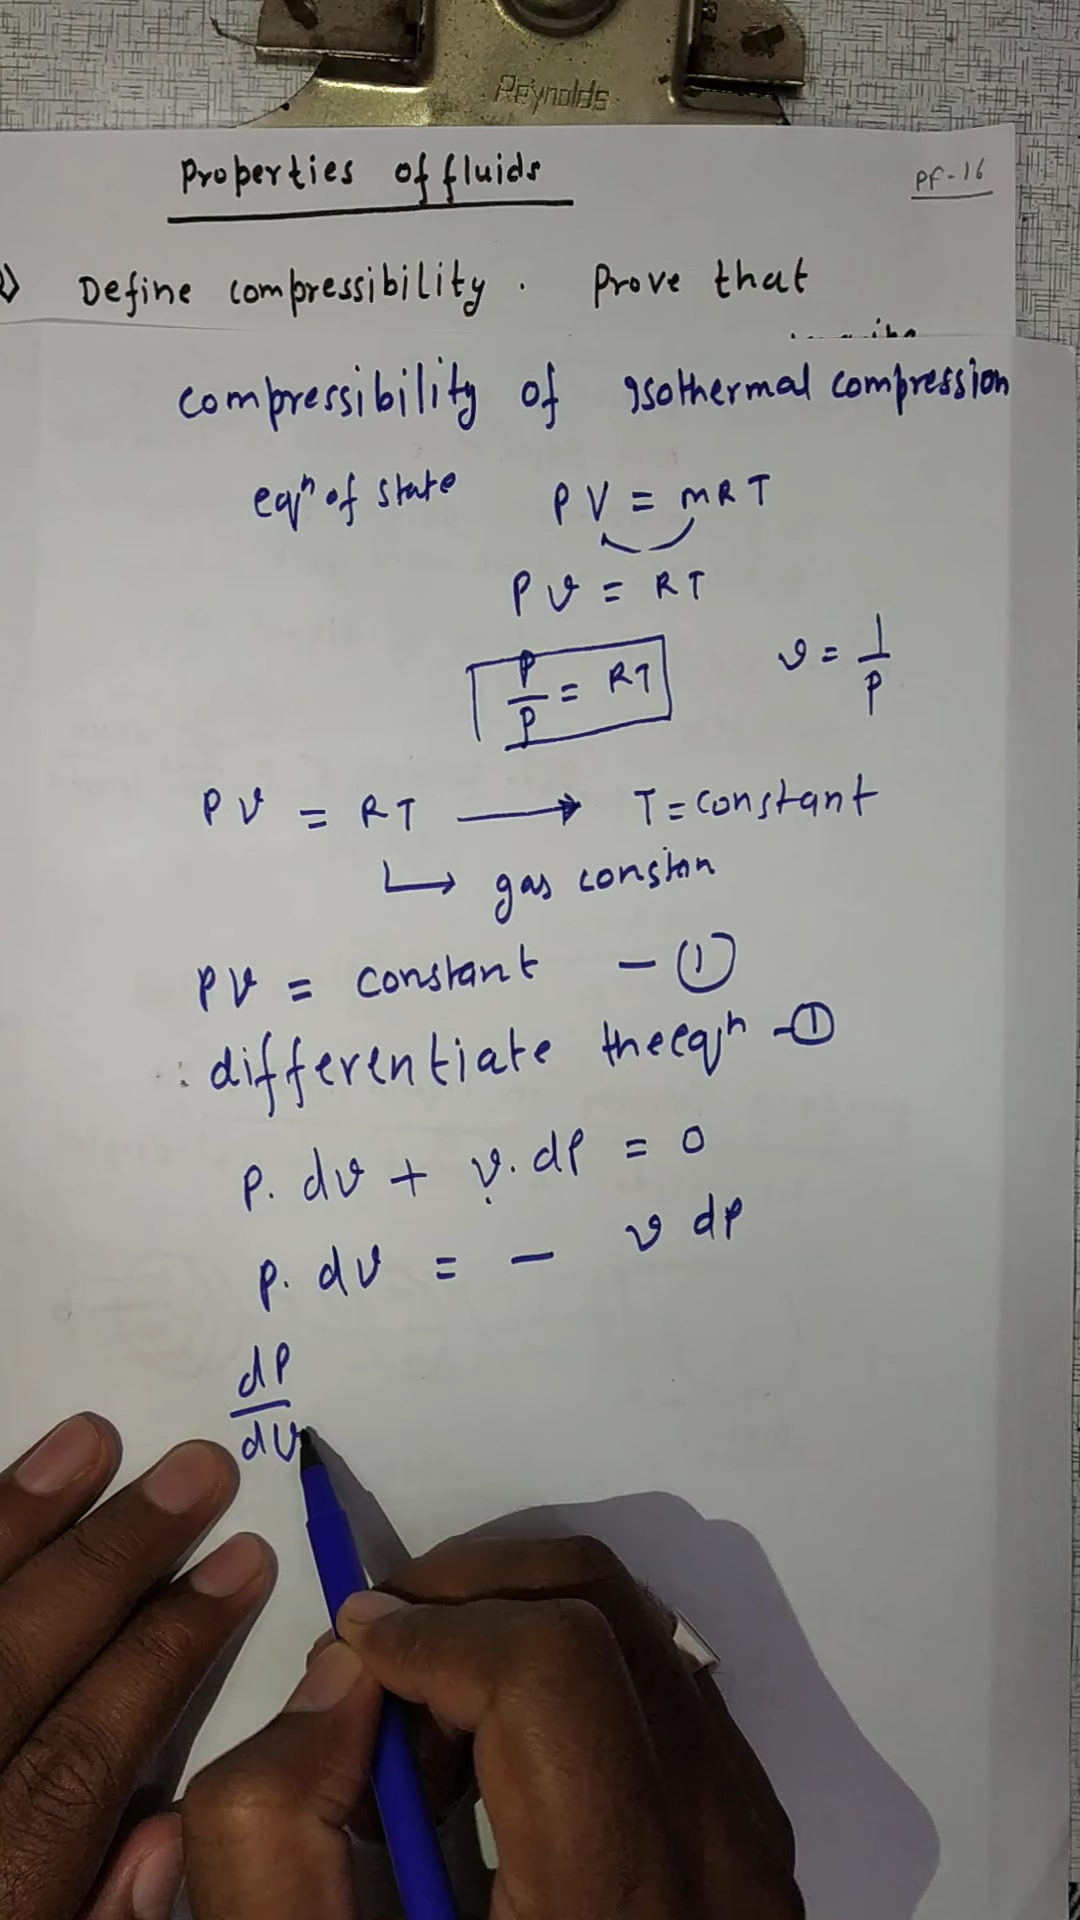 Reynolds
Properties of fluids
PF-16
Define compressibility. Prove that
compressibility of isothermal compression
eqⁿ of state PV = mRT
Pv = RT
P/ρ = RT v = 1/ρ
Pv = RT → T = constant
↳ gas constan
Pv = constant — ①
differentiate the eqⁿ - ①
P. dv + v. dP = 0
P. dv = - v dP
dP/dv